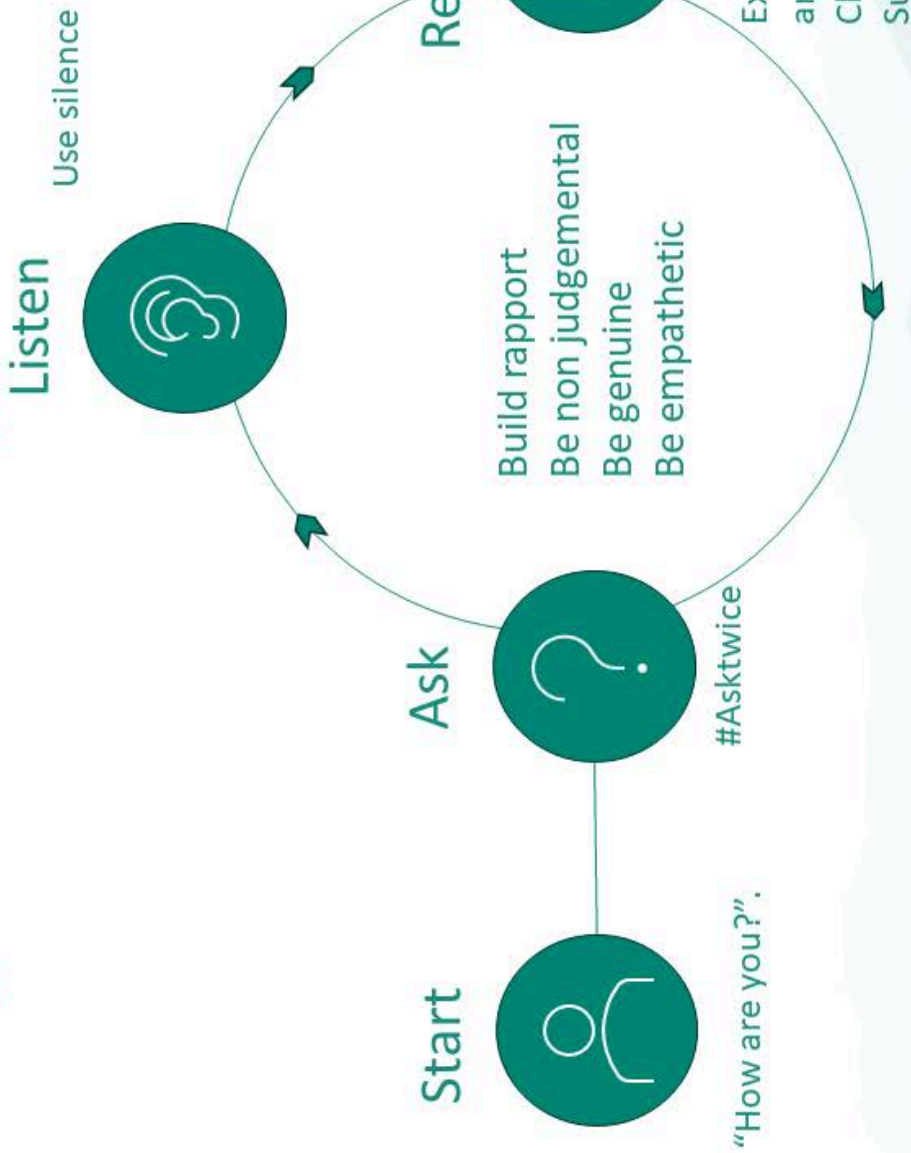 Listen
Use silence
Ask
#Asktwice
Build rapport
Be non judgemental
Be genuine
Be empathetic
Start
"How are you?".